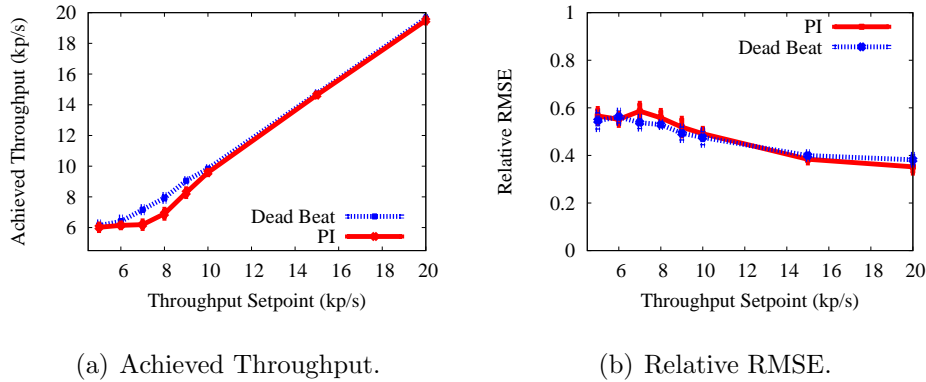 20
18
16
14
12
10
8
6
Achieved Throughput (kp/s)
Dead Beat
PI
6 8 10 12 14 16 18 20
Throughput Setpoint (kp/s)
(a) Achieved Throughput.
1
0.8
0.6
0.4
0.2
0
Relative RMSE
PI
Dead Beat
6 8 10 12 14 16 18 20
Throughput Setpoint (kp/s)
(b) Relative RMSE.